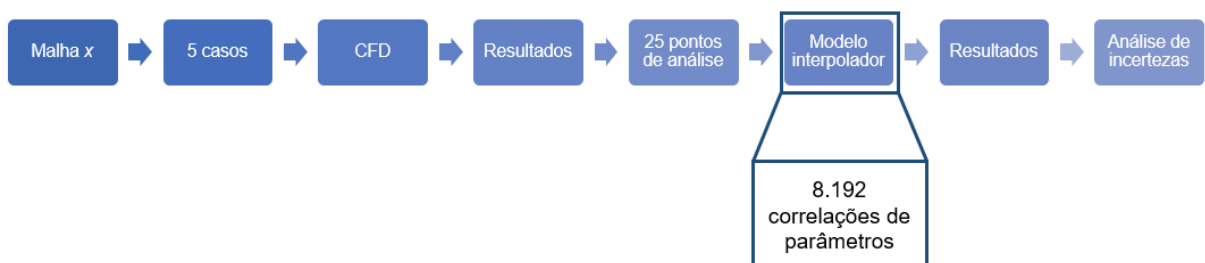 Malha x
5 casos
CFD
Resultados
25 pontos
de análise
Modelo
interpolador
Resultados
Análise de
incertezas
8.192
correlações de
parâmetros